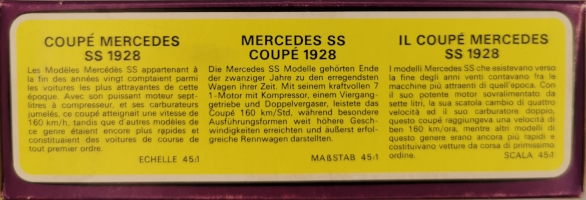 COUPÉ MERCEDES
SS 1928
Les Modèles Mercédès SS appartenant à
la fin des années vingt comptaient parmi
les voitures les plus attrayantes de cette
époque. Avec son puissant moteur sept-
litres à compresseur, et ses carburateurs
jumelés, ce coupé atteignait une vitesse de
160 km/h, tandis que d'autres modèles de
ce genre étaient encore plus rapides et
constituaient des voitures de course de
tout premier ordre.
ECHELLE 45:1
MERCEDES SS
COUPÉ 1928
Die Mercedes SS Modelle gehörten Ende
der zwanziger Jahre zu den erregendsten
Wagen ihrer Zeit. Mit seinem kraftvollen 7
1-Motor mit Kompressor, einem Viergang-
getriebe und Doppelvergaser, leistete das
Coupé 160 km/Std, während besondere
Ausführungsformen weit höhere Gesch-
windigkeiten erreichten und äußerst erfol-
greiche Rennwagen darstellten.
MAßSTAB 45:1
IL COUPÉ MERCEDES
SS 1928
I modelli Mercedes SS che esistevano verso
la fine degli anni venti contavano fra le
macchine più attraenti di quell'epoca. Con
il suo potente motore sovralimentato da
sette litri, la sua scatola cambio di quattro
velocità ed il suo carburatore doppio,
questo coupé raggiungeva una velocità di
ben 160 km/ora, mentre altri modelli di
questo genere erano ancora più rapidi e
costituivano vetture da corsa di primissimo
ordine.
SCALA 45:1